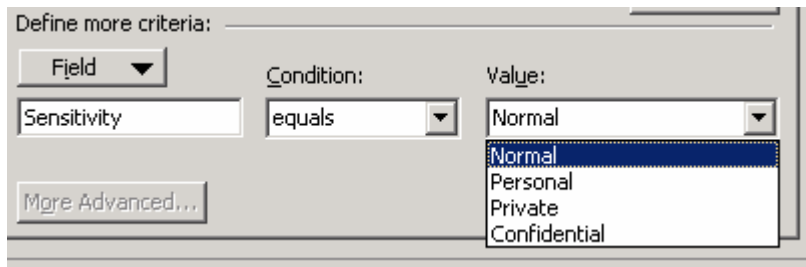 Define more criteria:
Field
Condition:
Value:
Sensitivity
equals
Normal
Normal
Personal
Private
Confidential
More Advanced...